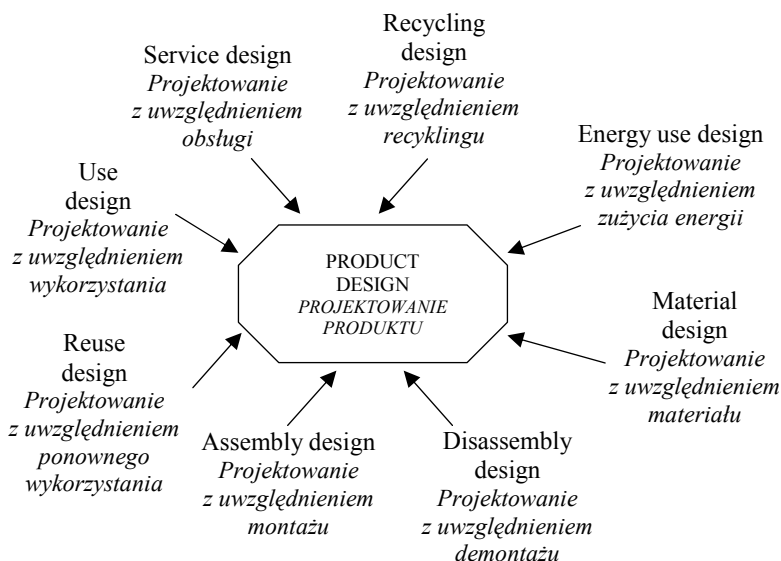 Service design
Projektowanie
z uwzględnieniem
obsługi
Recycling
design
Projektowanie
z uwzględnieniem
recyklingu
Energy use design
Projektowanie
z uwzględnieniem
zużycia energii
Use
design
Projektowanie
z uwzględnieniem
wykorzystania
PRODUCT
DESIGN
PROJEKTOWANIE
PRODUKTU
Material
design
Projektowanie
z uwzględnieniem
materiału
Reuse
design
Projektowanie
z uwzględnieniem
ponownego
wykorzystania
Assembly design
Projektowanie
z uwzględnieniem
montażu
Disassembly
design
Projektowanie
z uwzględnieniem
demontażu